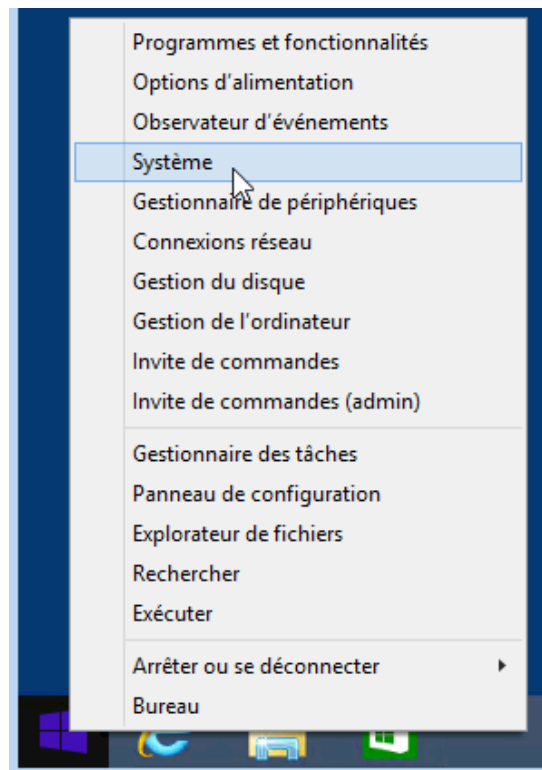 Programmes et fonctionnalités
Options d'alimentation
Observateur d'événements
Système
Gestionnaire de périphériques
Connexions réseau
Gestion du disque
Gestion de l'ordinateur
Invite de commandes
Invite de commandes (admin)
Gestionnaire des tâches
Panneau de configuration
Explorateur de fichiers
Rechercher
Exécuter
Arrêter ou se déconnecter
Bureau